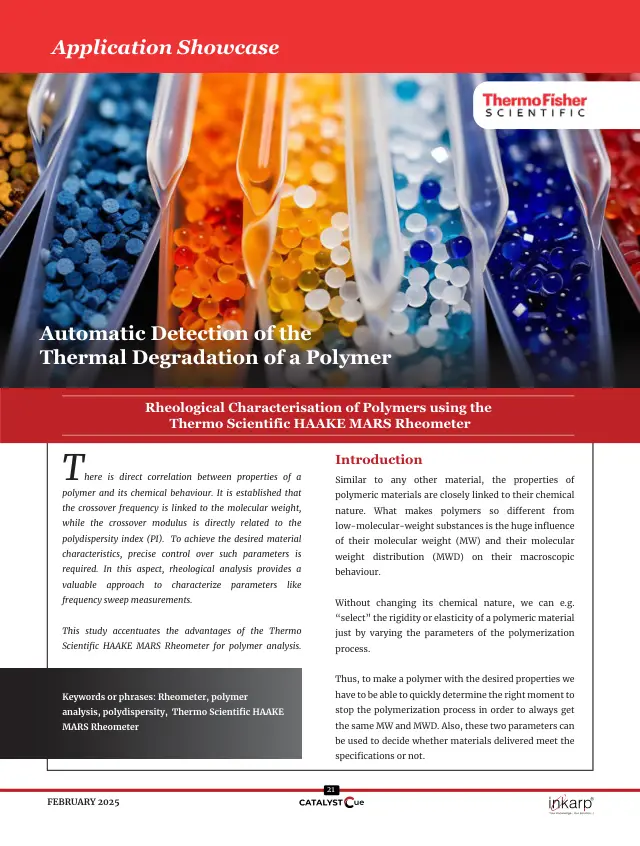 Application Showcase
ThermoFisher
SCIENTIFIC
Automatic Detection of the
Thermal Degradation of a Polymer
Rheological Characterisation of Polymers using the
Thermo Scientific HAAKE MARS Rheometer
There is direct correlation between properties of a
polymer and its chemical behaviour. It is established that
the crossover frequency is linked to the molecular weight,
while the crossover modulus is directly related to the
polydispersity index (PI). To achieve the desired material
characteristics, precise control over such parameters is
required. In this aspect, rheological analysis provides a
valuable approach to characterize parameters like
frequency sweep measurements.
This study accentuates the advantages of the Thermo
Scientific HAAKE MARS Rheometer for polymer analysis.
Keywords or phrases: Rheometer, polymer
analysis, polydispersity, Thermo Scientific HAAKE
MARS Rheometer
Introduction
Similar to any other material, the properties of
polymeric materials are closely linked to their chemical
nature. What makes polymers so different from
low-molecular-weight substances is the huge influence
of their molecular weight (MW) and their molecular
weight distribution (MWD) on their macroscopic
behaviour.
Without changing its chemical nature, we can e.g.
“select” the rigidity or elasticity of a polymeric material
just by varying the parameters of the polymerization
process.
Thus, to make a polymer with the desired properties we
have to be able to quickly determine the right moment to
stop the polymerization process in order to always get
the same MW and MWD. Also, these two parameters can
be used to decide whether materials delivered meet the
specifications or not.
21
FEBRUARY 2025
CATALYST Cue
inkarp®